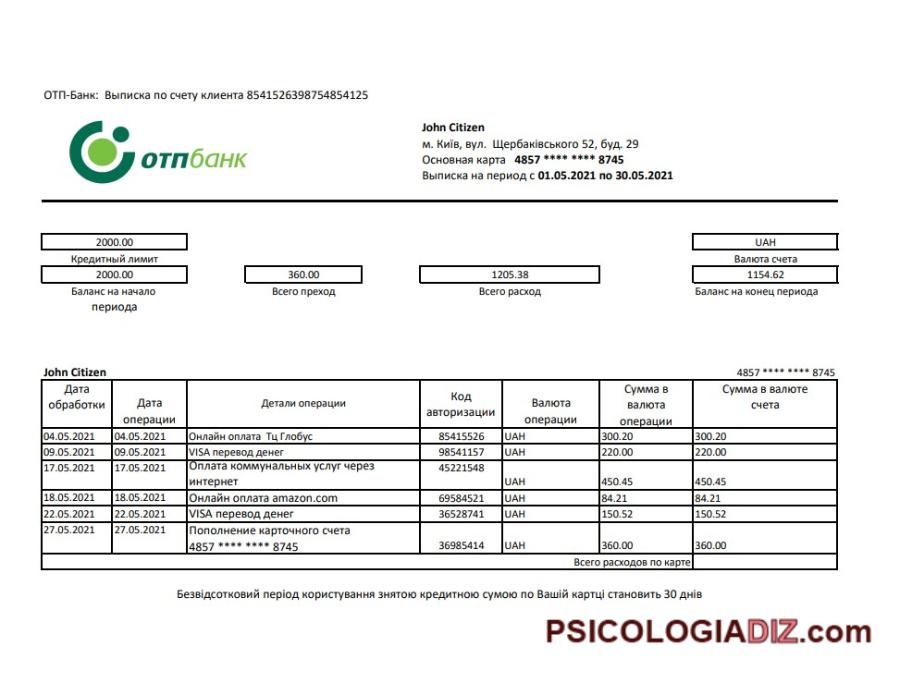 ОТП-Банк: Выписка по счету клиента 8541526398754854125
отпбанк
John Citizen
м. Київ, вул. Щербаківського 52, буд. 29
Основная карта 4857 **** **** 8745
Выписка на период с 01.05.2021 по 30.05.2021
2000.00 UAH
Кредитный лимит Валюта счета
2000.00 360.00 1205.38 1154.62
Баланс на начало Всего преход Всего расход Баланс на конец периода
периода
John Citizen 4857 **** **** 8745
Дата Сумма в Сумма в валюте
обработки Дата Детали операции Код Валюта валюта счета
операции авторизации операции операции
04.05.2021 04.05.2021 Онлайн оплата Тц Глобус 85415526 UAH 300.20 300.20
09.05.2021 09.05.2021 VISA перевод денег 98541157 UAH 220.00 220.00
17.05.2021 17.05.2021 Оплата коммунальных услуг через 45221548
интернет UAH 450.45 450.45
18.05.2021 18.05.2021 Онлайн оплата amazon.com 69584521 UAH 84.21 84.21
22.05.2021 22.05.2021 VISA перевод денег 36528741 UAH 150.52 150.52
27.05.2021 27.05.2021 Пополнение карточного счета
4857 **** **** 8745 36985414 UAH 360.00 360.00
Всего расходов по карте
Безвідсотковий період користування знятою кредитною сумою по Вашій картці становить 30 днів
PSICOLOGIADIZ.com